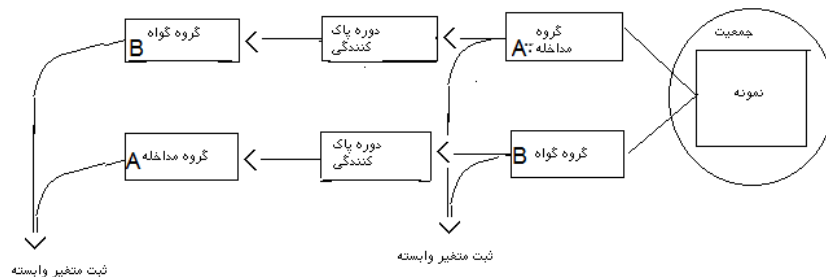 جمعیت
نمونه
گروه
مداخله
A:
دوره پاک
کنندگی
گروه گواه
B
گروه گواه
B
دوره پاک
کنندگی
گروه مداخله
A
ثبت متغیر وابسته
ثبت متغیر وابسته